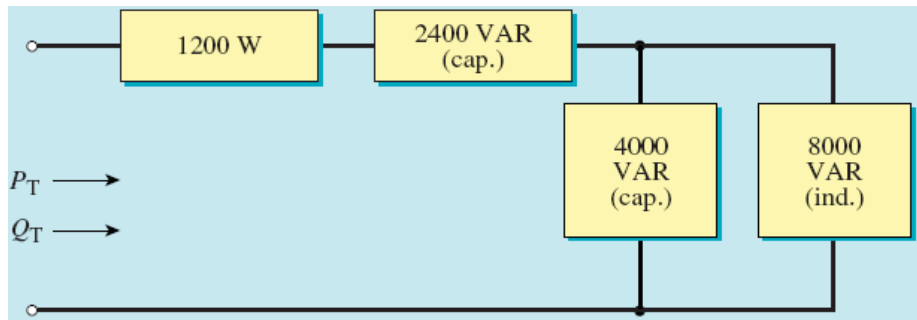 1200 W
2400 VAR
(cap.)
4000
VAR
(cap.)
8000
VAR
(ind.)
PT
QT